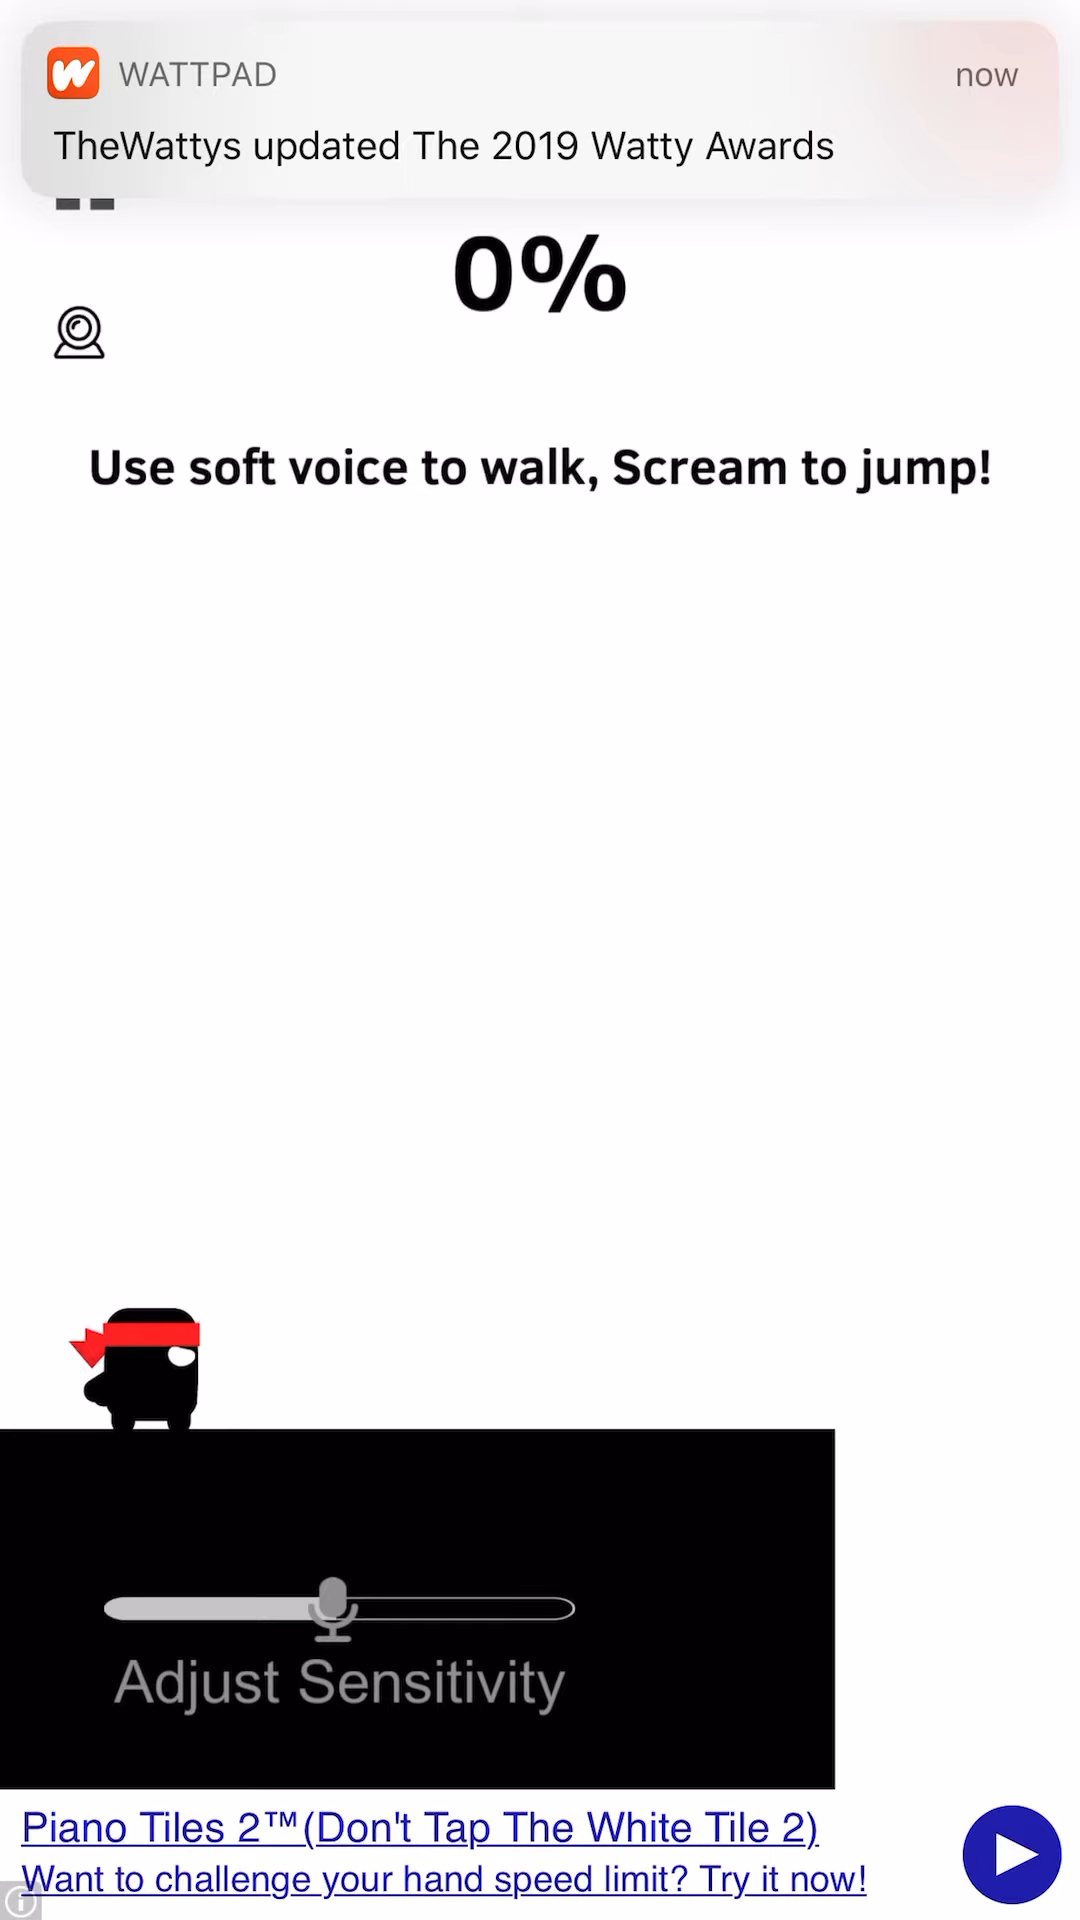 WATTPAD
now
TheWattys updated The 2019 Watty Awards
0%
Use soft voice to walk, Scream to jump!
Adjust Sensitivity
Piano Tiles 2™(Don't Tap The White Tile 2)
Want to challenge your hand speed limit? Try it now!